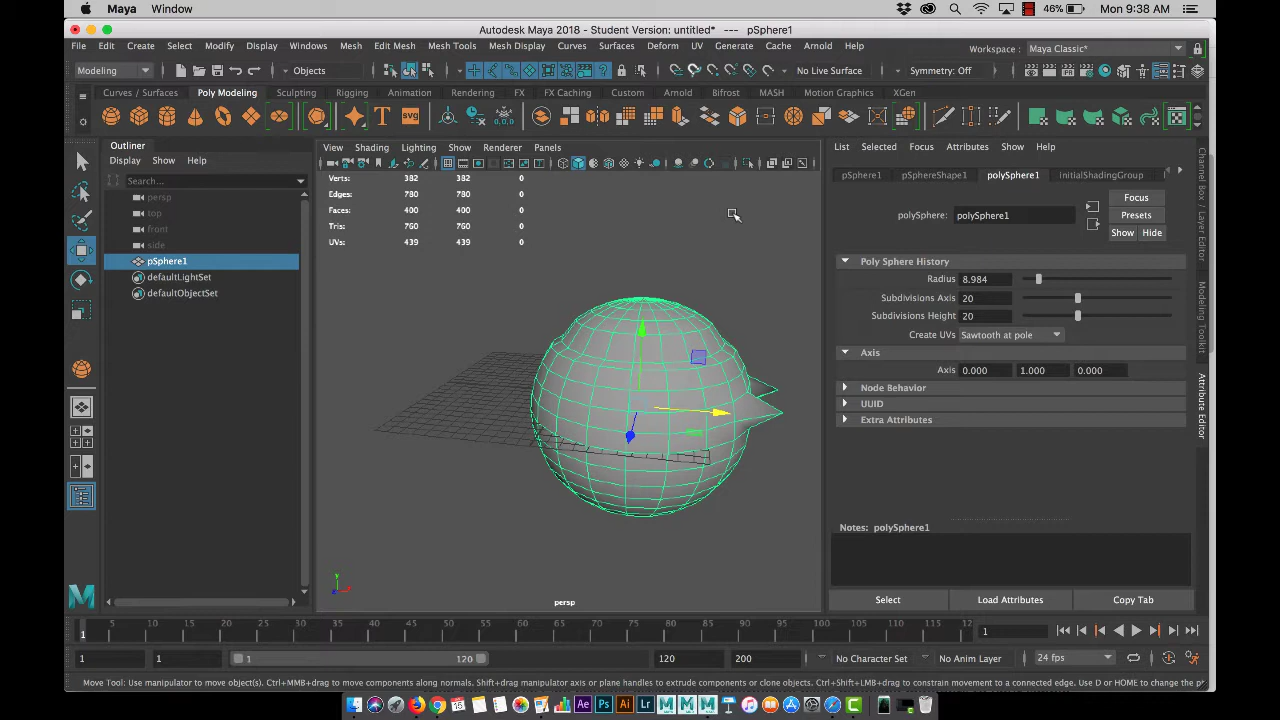 Maya Window 46% Mon 9:38 AM
Autodesk Maya 2018 - Student Version: untitled* --- pSphere1
File Edit Create Select Modify Display Windows Mesh Edit Mesh Mesh Tools Mesh Display Curves Surfaces Deform UV Generate Cache Arnold Help Workspace : Maya Classic*
Modeling Objects No Live Surface Symmetry: Off
Curves / Surfaces Poly Modeling Sculpting Rigging Animation Rendering FX FX Caching Custom Arnold Bifrost MASH Motion Graphics XGen
Outliner
Display Show Help
Search...
persp
top
front
side
pSphere1
defaultLightSet
defaultObjectSet
View Shading Lighting Show Renderer Panels
Verts: 382 382 0
Edges: 780 780 0
Faces: 400 400 0
Tris: 760 760 0
UVs: 439 439 0
persp
List Selected Focus Attributes Show Help
pSphere1 pSphereShape1 polySphere1 initialShadingGroup
polySphere: polySphere1
Focus
Presets
Show Hide
Poly Sphere History
Radius 8.984
Subdivisions Axis 20
Subdivisions Height 20
Create UVs Sawtooth at pole
Axis
Axis 0.000 1.000 0.000
Node Behavior
UUID
Extra Attributes
Notes: polySphere1
Select Load Attributes Copy Tab
Channel Box / Layer Editor
Modeling Toolkit
Attribute Editor
1 5 10 15 20 25 30 35 40 45 50 55 60 65 70 75 80 85 90 95 100 105 110 115 12 1
1 1 1 120 120 200 No Character Set No Anim Layer 24 fps
Move Tool: Use manipulator to move object(s). Ctrl+MMB+drag to move components along normals. Shift+drag manipulator axis or plane handles to extrude components or clone objects. Ctrl+Shift+LMB+drag to constrain movement to a connected edge. Use D or HOME to change the p